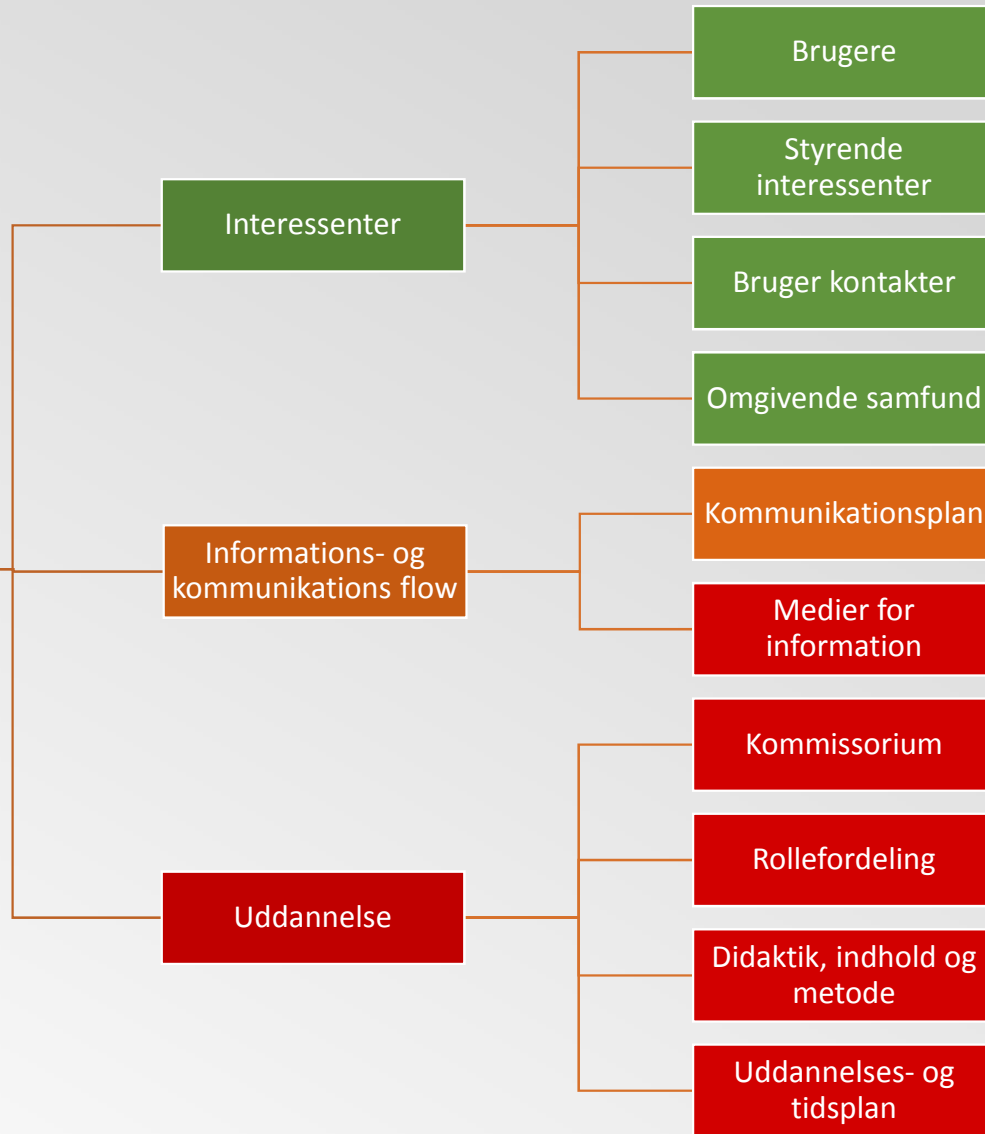 Interessenter
Brugere
Styrende
interessenter
Bruger kontakter
Omgivende samfund
Informations- og
kommunikations flow
Kommunikationsplan
Medier for
information
Uddannelse
Kommissorium
Rollefordeling
Didaktik, indhold og
metode
Uddannelses- og
tidsplan